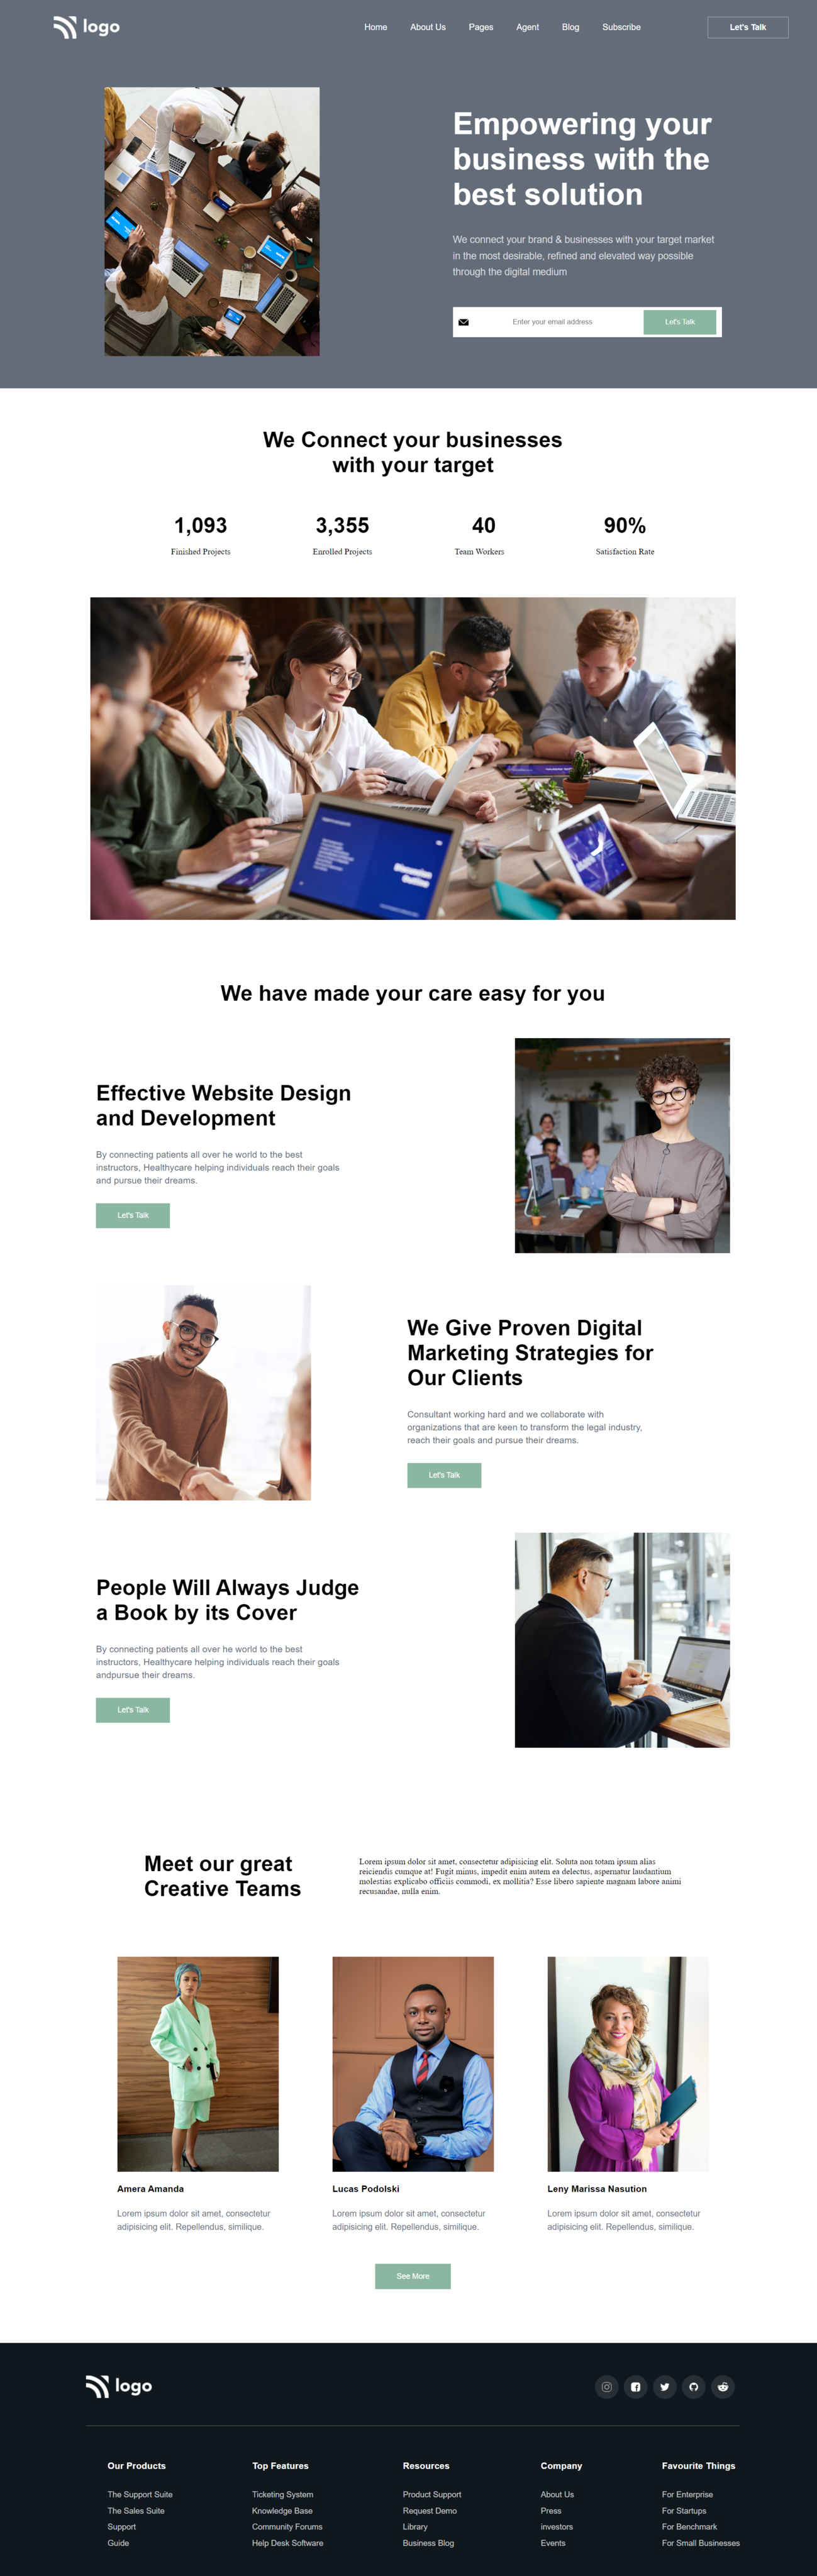 logo
Home About Us Pages Agent Blog Subscribe Let's Talk
Empowering your
business with the
best solution
We connect your brand & businesses with your target market
in the most desirable, refined and elevated way possible
through the digital medium
Enter your email address Let's Talk
We Connect your businesses
with your target
1,093 3,355 40 90%
Finished Projects Enrolled Projects Team Workers Satisfaction Rate
We have made your care easy for you
Effective Website Design
and Development
By connecting patients all over he world to the best
instructors, Healthycare helping individuals reach their goals
and pursue their dreams.
Let's Talk
We Give Proven Digital
Marketing Strategies for
Our Clients
Consultant working hard and we collaborate with
organizations that are keen to transform the legal industry,
reach their goals and pursue their dreams.
Let's Talk
People Will Always Judge
a Book by its Cover
By connecting patients all over he world to the best
instructors, Healthycare helping individuals reach their goals
andpursue their dreams.
Let's Talk
Meet our great
Creative Teams
Lorem ipsum dolor sit amet, consectetur adipisicing elit. Soluta non totam ipsum alias
reiciendis cumque at! Fugit minus, impedit enim autem ea delectus, aspernatur laudantium
molestias explicabo officiis commodi, ex mollitia? Esse libero sapiente magnam labore animi
recusandae, nulla enim.
Amera Amanda
Lorem ipsum dolor sit amet, consectetur
adipisicing elit. Repellendus, similique.
Lucas Podolski
Lorem ipsum dolor sit amet, consectetur
adipisicing elit. Repellendus, similique.
Leny Marissa Nasution
Lorem ipsum dolor sit amet, consectetur
adipisicing elit. Repellendus, similique.
See More
logo
Our Products
The Support Suite
The Sales Suite
Support
Guide
Top Features
Ticketing System
Knowledge Base
Community Forums
Help Desk Software
Resources
Product Support
Request Demo
Library
Business Blog
Company
About Us
Press
investors
Events
Favourite Things
For Enterprise
For Startups
For Benchmark
For Small Businesses